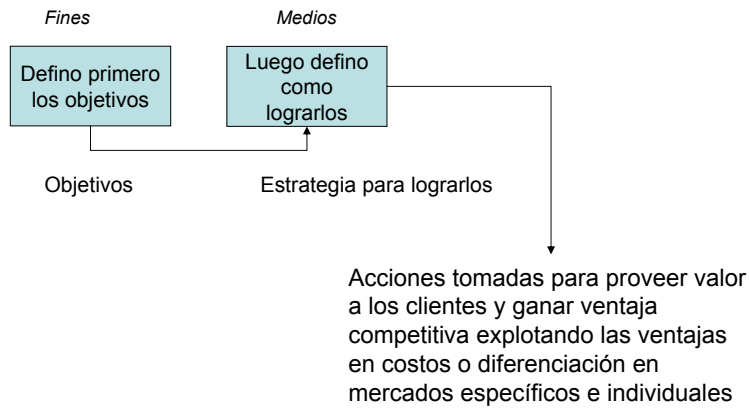 Fines
Medios
Defino primero
los objetivos
Luego defino
como
lograrlos
Objetivos
Estrategia para lograrlos
Acciones tomadas para proveer valor
a los clientes y ganar ventaja
competitiva explotando las ventajas
en costos o diferenciación en
mercados específicos e individuales